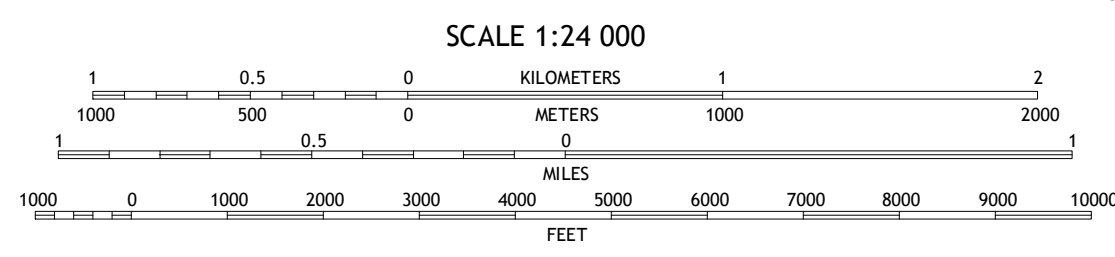 SCALE 1:24 000
1 0.5 0 KILOMETERS 1 2
1000 500 0 METERS 1000 2000
1 0.5 0 1
MILES
1000 0 1000 2000 3000 4000 5000 6000 7000 8000 9000 10000
FEET